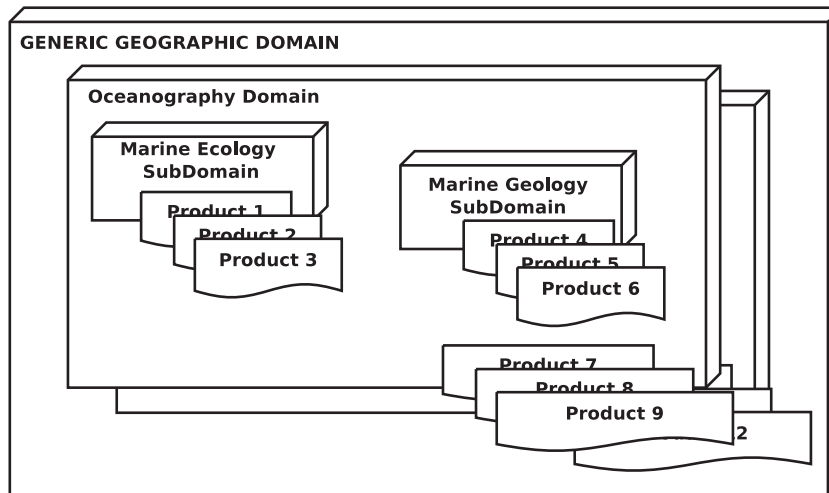 GENERIC GEOGRAPHIC DOMAIN
Oceanography Domain
Marine Ecology
SubDomain
Product 1
Product 2
Product 3
Marine Geology
SubDomain
Product 4
Product 5
Product 6
Product 7
Product 8
Product 9